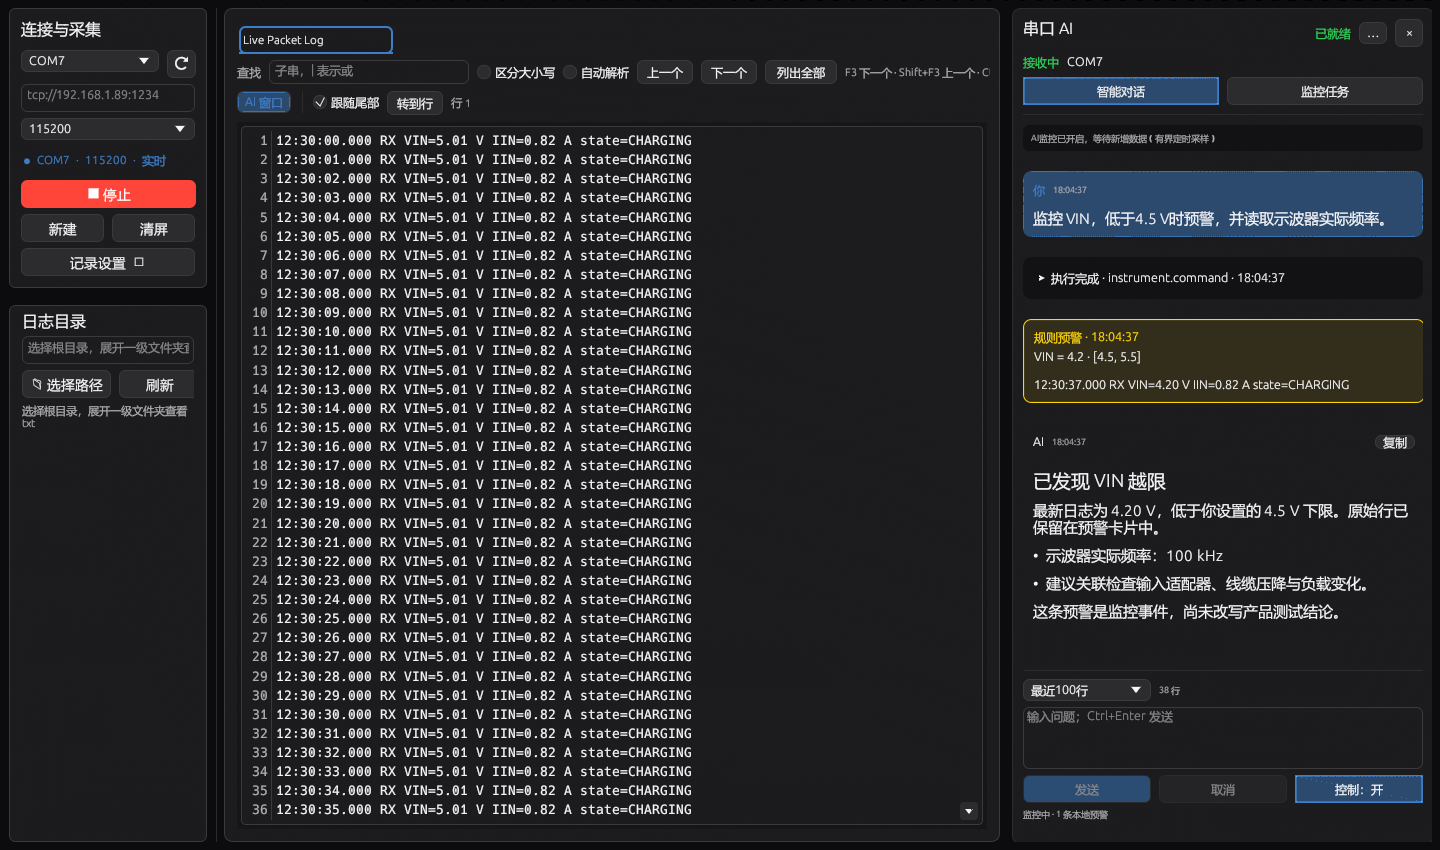 连接与采集
COM7
tcp://192.168.1.89:1234
115200
COM7 · 115200 · 实时
停止
新建
清屏
记录设置
日志目录
选择根目录，展开一级文件夹查
选择路径
刷新
选择根目录，展开一级文件夹查看
txt
Live Packet Log
查找
子串，| 表示或
区分大小写
自动解析
上一个
下一个
列出全部
F3 下一个 · Shift+F3 上一个 · C
AI 窗口
跟随尾部
转到行
行 1
1 12:30:00.000 RX VIN=5.01 V IIN=0.82 A state=CHARGING
2 12:30:01.000 RX VIN=5.01 V IIN=0.82 A state=CHARGING
3 12:30:02.000 RX VIN=5.01 V IIN=0.82 A state=CHARGING
4 12:30:03.000 RX VIN=5.01 V IIN=0.82 A state=CHARGING
5 12:30:04.000 RX VIN=5.01 V IIN=0.82 A state=CHARGING
6 12:30:05.000 RX VIN=5.01 V IIN=0.82 A state=CHARGING
7 12:30:06.000 RX VIN=5.01 V IIN=0.82 A state=CHARGING
8 12:30:07.000 RX VIN=5.01 V IIN=0.82 A state=CHARGING
9 12:30:08.000 RX VIN=5.01 V IIN=0.82 A state=CHARGING
10 12:30:09.000 RX VIN=5.01 V IIN=0.82 A state=CHARGING
11 12:30:10.000 RX VIN=5.01 V IIN=0.82 A state=CHARGING
12 12:30:11.000 RX VIN=5.01 V IIN=0.82 A state=CHARGING
13 12:30:12.000 RX VIN=5.01 V IIN=0.82 A state=CHARGING
14 12:30:13.000 RX VIN=5.01 V IIN=0.82 A state=CHARGING
15 12:30:14.000 RX VIN=5.01 V IIN=0.82 A state=CHARGING
16 12:30:15.000 RX VIN=5.01 V IIN=0.82 A state=CHARGING
17 12:30:16.000 RX VIN=5.01 V IIN=0.82 A state=CHARGING
18 12:30:17.000 RX VIN=5.01 V IIN=0.82 A state=CHARGING
19 12:30:18.000 RX VIN=5.01 V IIN=0.82 A state=CHARGING
20 12:30:19.000 RX VIN=5.01 V IIN=0.82 A state=CHARGING
21 12:30:20.000 RX VIN=5.01 V IIN=0.82 A state=CHARGING
22 12:30:21.000 RX VIN=5.01 V IIN=0.82 A state=CHARGING
23 12:30:22.000 RX VIN=5.01 V IIN=0.82 A state=CHARGING
24 12:30:23.000 RX VIN=5.01 V IIN=0.82 A state=CHARGING
25 12:30:24.000 RX VIN=5.01 V IIN=0.82 A state=CHARGING
26 12:30:25.000 RX VIN=5.01 V IIN=0.82 A state=CHARGING
27 12:30:26.000 RX VIN=5.01 V IIN=0.82 A state=CHARGING
28 12:30:27.000 RX VIN=5.01 V IIN=0.82 A state=CHARGING
29 12:30:28.000 RX VIN=5.01 V IIN=0.82 A state=CHARGING
30 12:30:29.000 RX VIN=5.01 V IIN=0.82 A state=CHARGING
31 12:30:30.000 RX VIN=5.01 V IIN=0.82 A state=CHARGING
32 12:30:31.000 RX VIN=5.01 V IIN=0.82 A state=CHARGING
33 12:30:32.000 RX VIN=5.01 V IIN=0.82 A state=CHARGING
34 12:30:33.000 RX VIN=5.01 V IIN=0.82 A state=CHARGING
35 12:30:34.000 RX VIN=5.01 V IIN=0.82 A state=CHARGING
36 12:30:35.000 RX VIN=5.01 V IIN=0.82 A state=CHARGING
串口 AI
已就绪
...
×
接收中 COM7
智能对话
监控任务
AI监控已开启，等待新增数据（有界定时采样）
你 18:04:37
监控 VIN，低于4.5 V时预警，并读取示波器实际频率。
执行完成 · instrument.command · 18:04:37
规则预警 · 18:04:37
VIN = 4.2 · [4.5, 5.5]
12:30:37.000 RX VIN=4.20 V IIN=0.82 A state=CHARGING
AI 18:04:37
复制
已发现 VIN 越限
最新日志为 4.20 V，低于你设置的 4.5 V 下限。原始行已
保留在预警卡片中。
• 示波器实际频率：100 kHz
• 建议关联检查输入适配器、线缆压降与负载变化。
这条预警是监控事件，尚未改写产品测试结论。
最近100行
38 行
输入问题；Ctrl+Enter 发送
发送
取消
控制：开
监控中 · 1 条本地预警